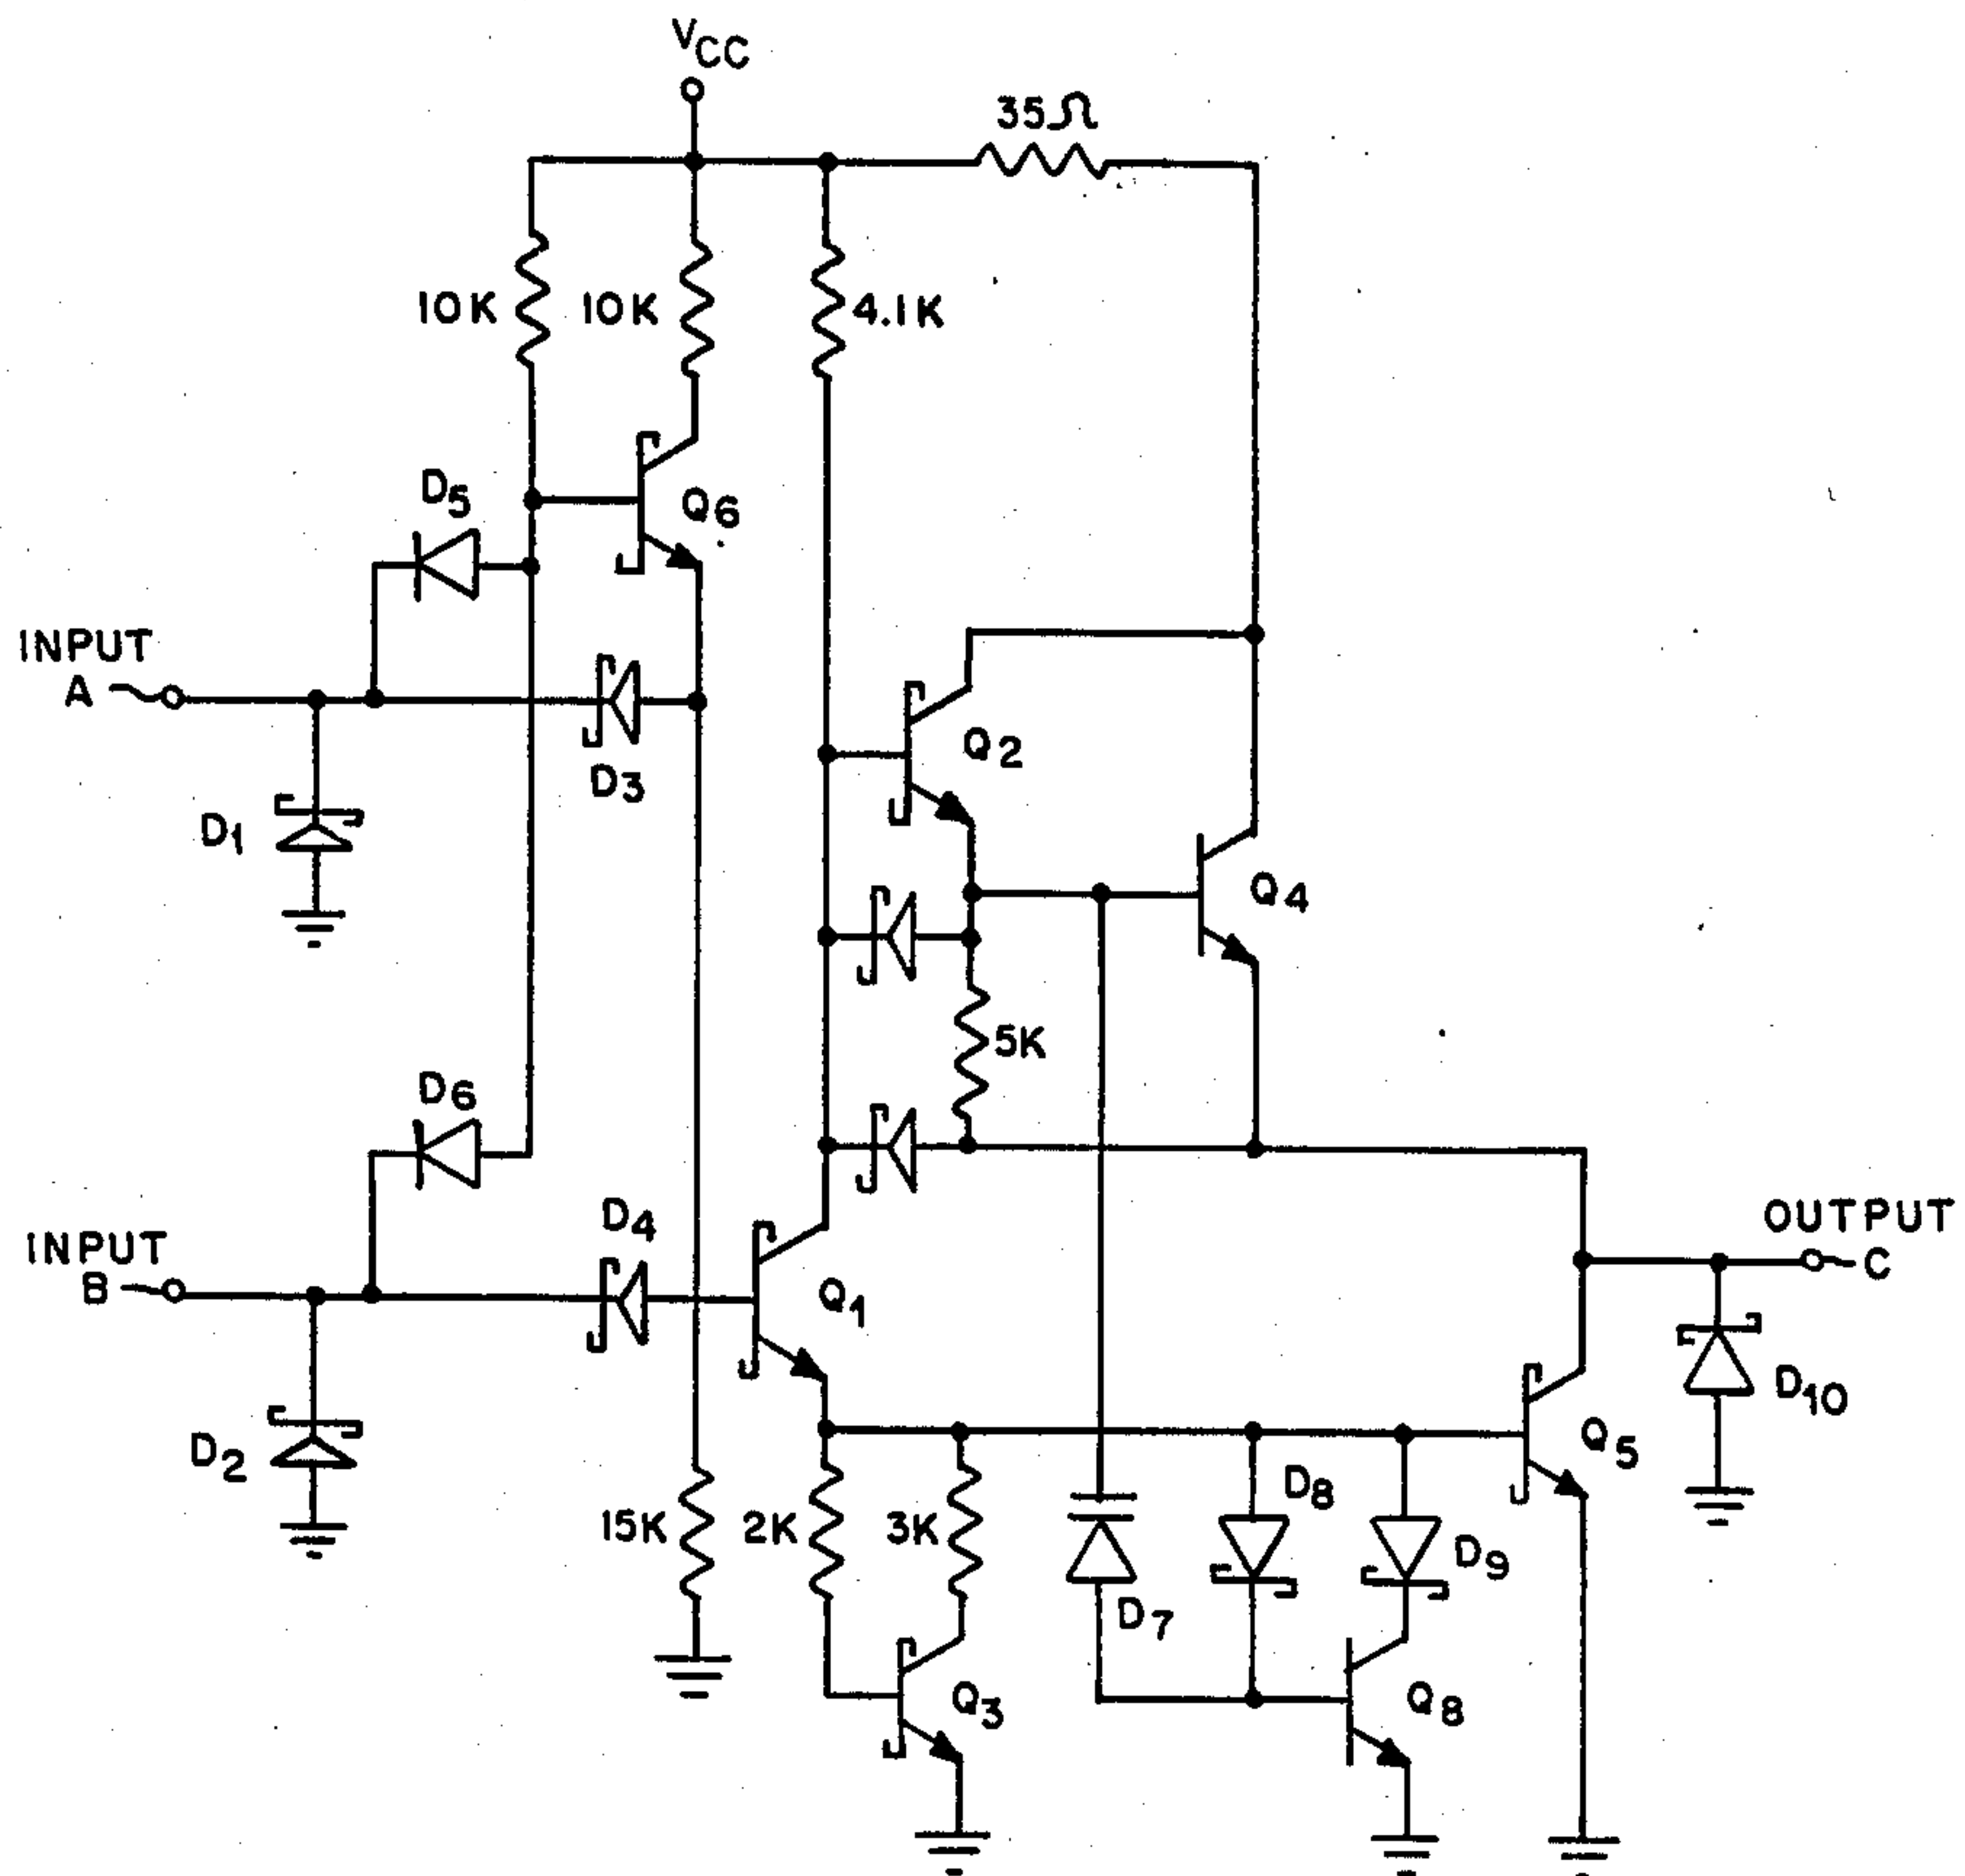 VCC
35Ω
10K
10K
4.1K
D5
Q6
INPUT
A
D3
Q2
D1
Q4
5K
D6
D4
INPUT
B
Q1
OUTPUT
C
D2
D10
Q5
D8
15K
2K
3K
D9
D7
Q3
Q8